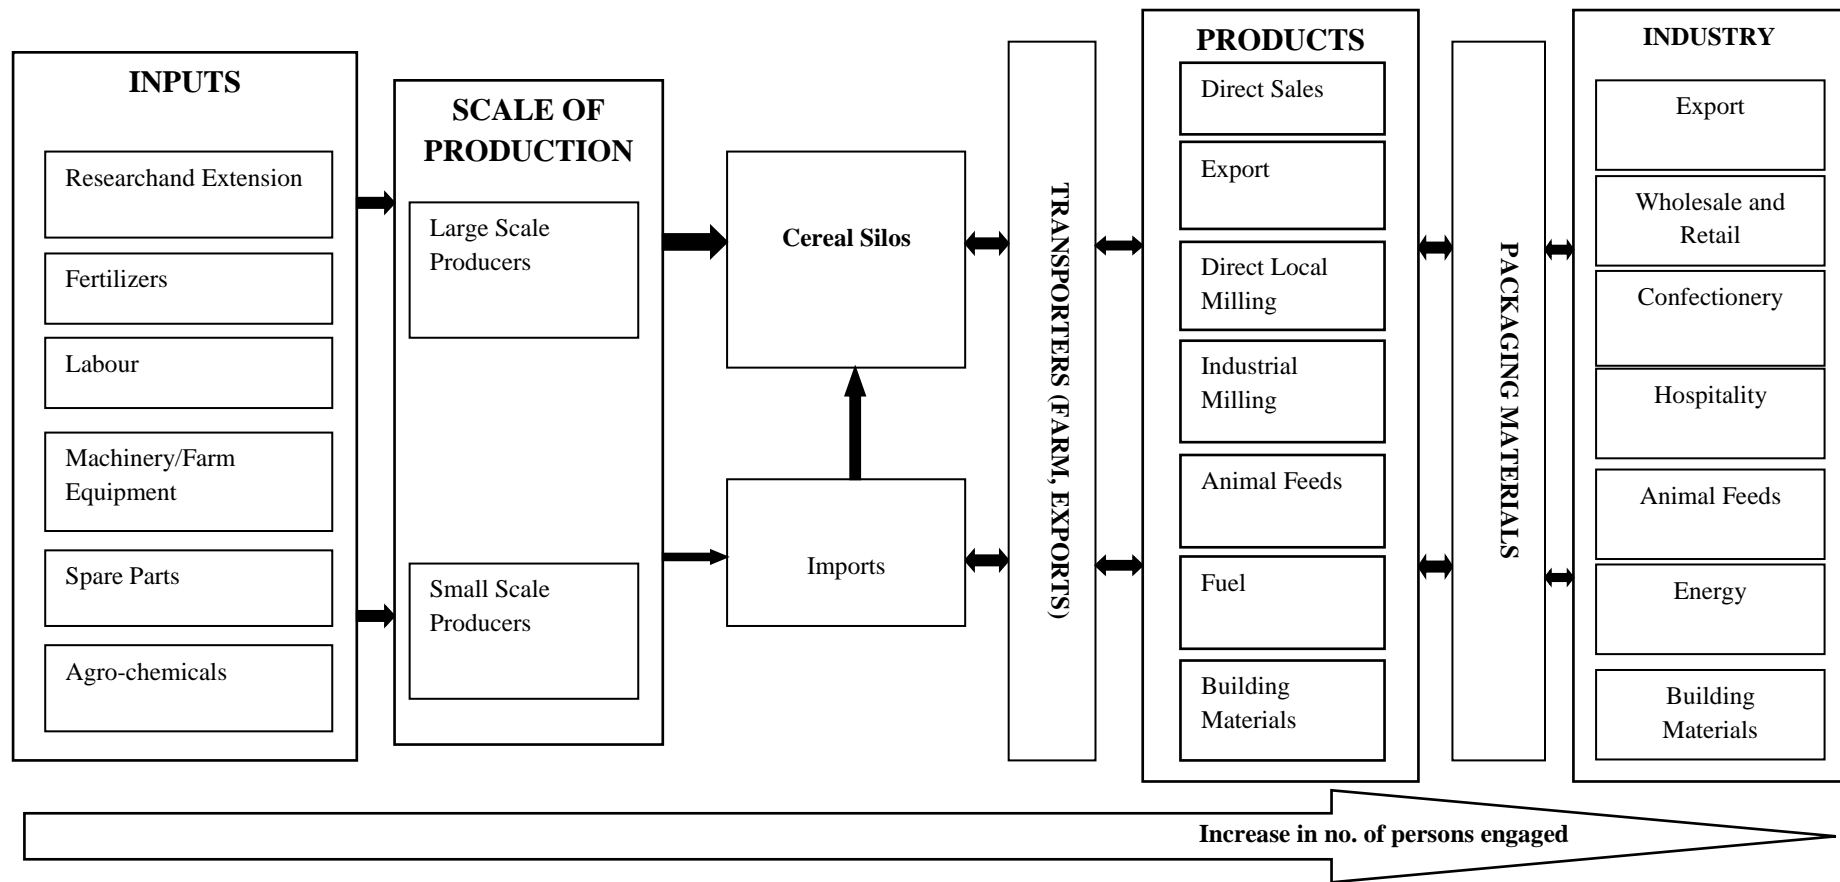 INPUTS
Researchand Extension
Fertilizers
Labour
Machinery/Farm
Equipment
Spare Parts
Agro-chemicals
SCALE OF
PRODUCTION
Large Scale
Producers
Small Scale
Producers
Cereal Silos
Imports
TRANSPORTERS (FARM, EXPORTS)
PRODUCTS
Direct Sales
Export
Direct Local
Milling
Industrial
Milling
Animal Feeds
Fuel
Building
Materials
PACKAGING MATERIALS
INDUSTRY
Export
Wholesale and
Retail
Confectionery
Hospitality
Animal Feeds
Energy
Building
Materials
Increase in no. of persons engaged